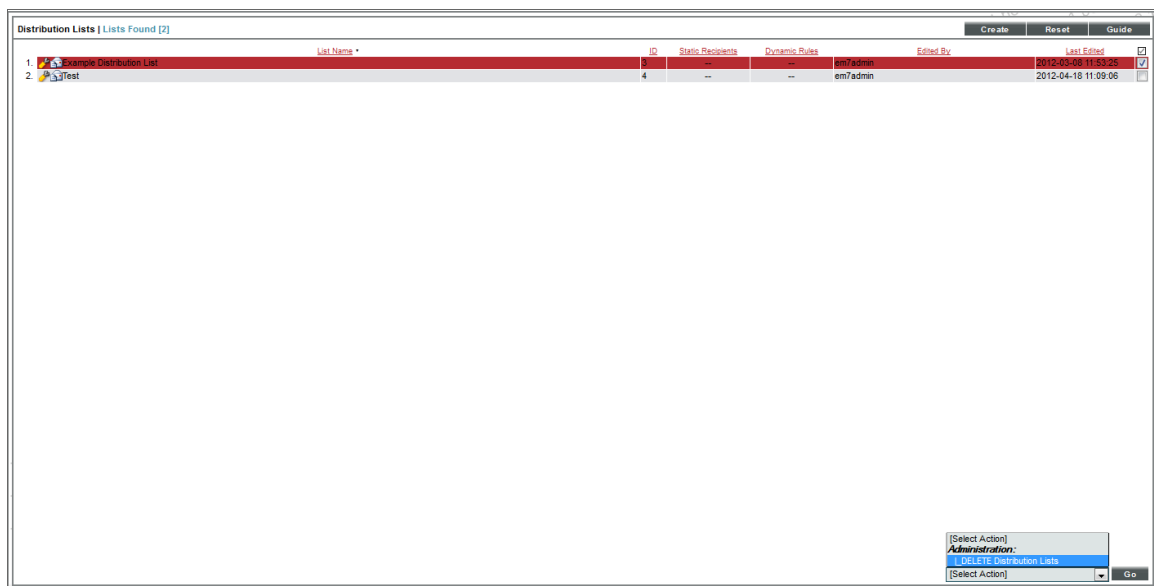 Distribution Lists | Lists Found [2] Create Reset Guide
List Name • ID Static Recipients Dynamic Rules Edited By Last Edited
1. Example Distribution List 3 -- -- em7admin 2012-03-08 11:53:25
2. Test 4 -- -- em7admin 2012-04-18 11:09:06
[Select Action]
Administration:
|_DELETE Distribution Lists
[Select Action] Go